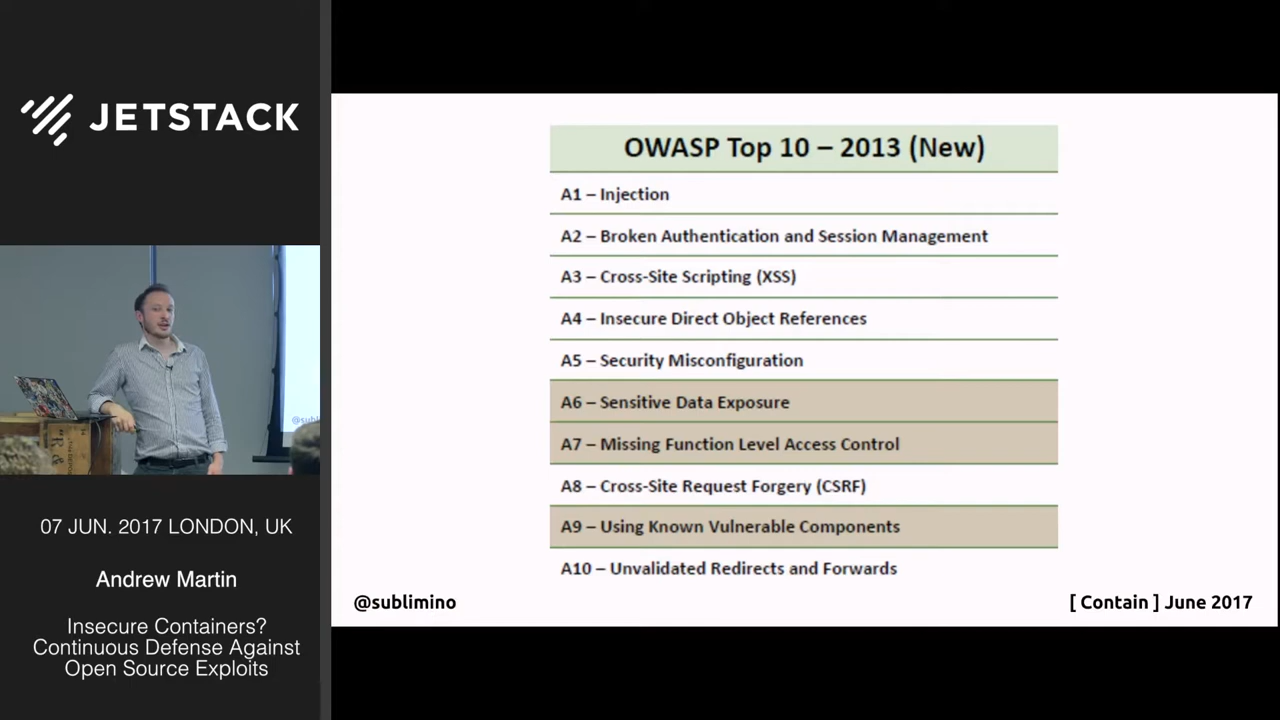 JETSTACK
07 JUN. 2017 LONDON, UK
Andrew Martin
Insecure Containers?
Continuous Defense Against
Open Source Exploits
OWASP Top 10 – 2013 (New)
A1 – Injection
A2 – Broken Authentication and Session Management
A3 – Cross-Site Scripting (XSS)
A4 – Insecure Direct Object References
A5 – Security Misconfiguration
A6 – Sensitive Data Exposure
A7 – Missing Function Level Access Control
A8 – Cross-Site Request Forgery (CSRF)
A9 – Using Known Vulnerable Components
A10 – Unvalidated Redirects and Forwards
@sublimino
[ Contain ] June 2017